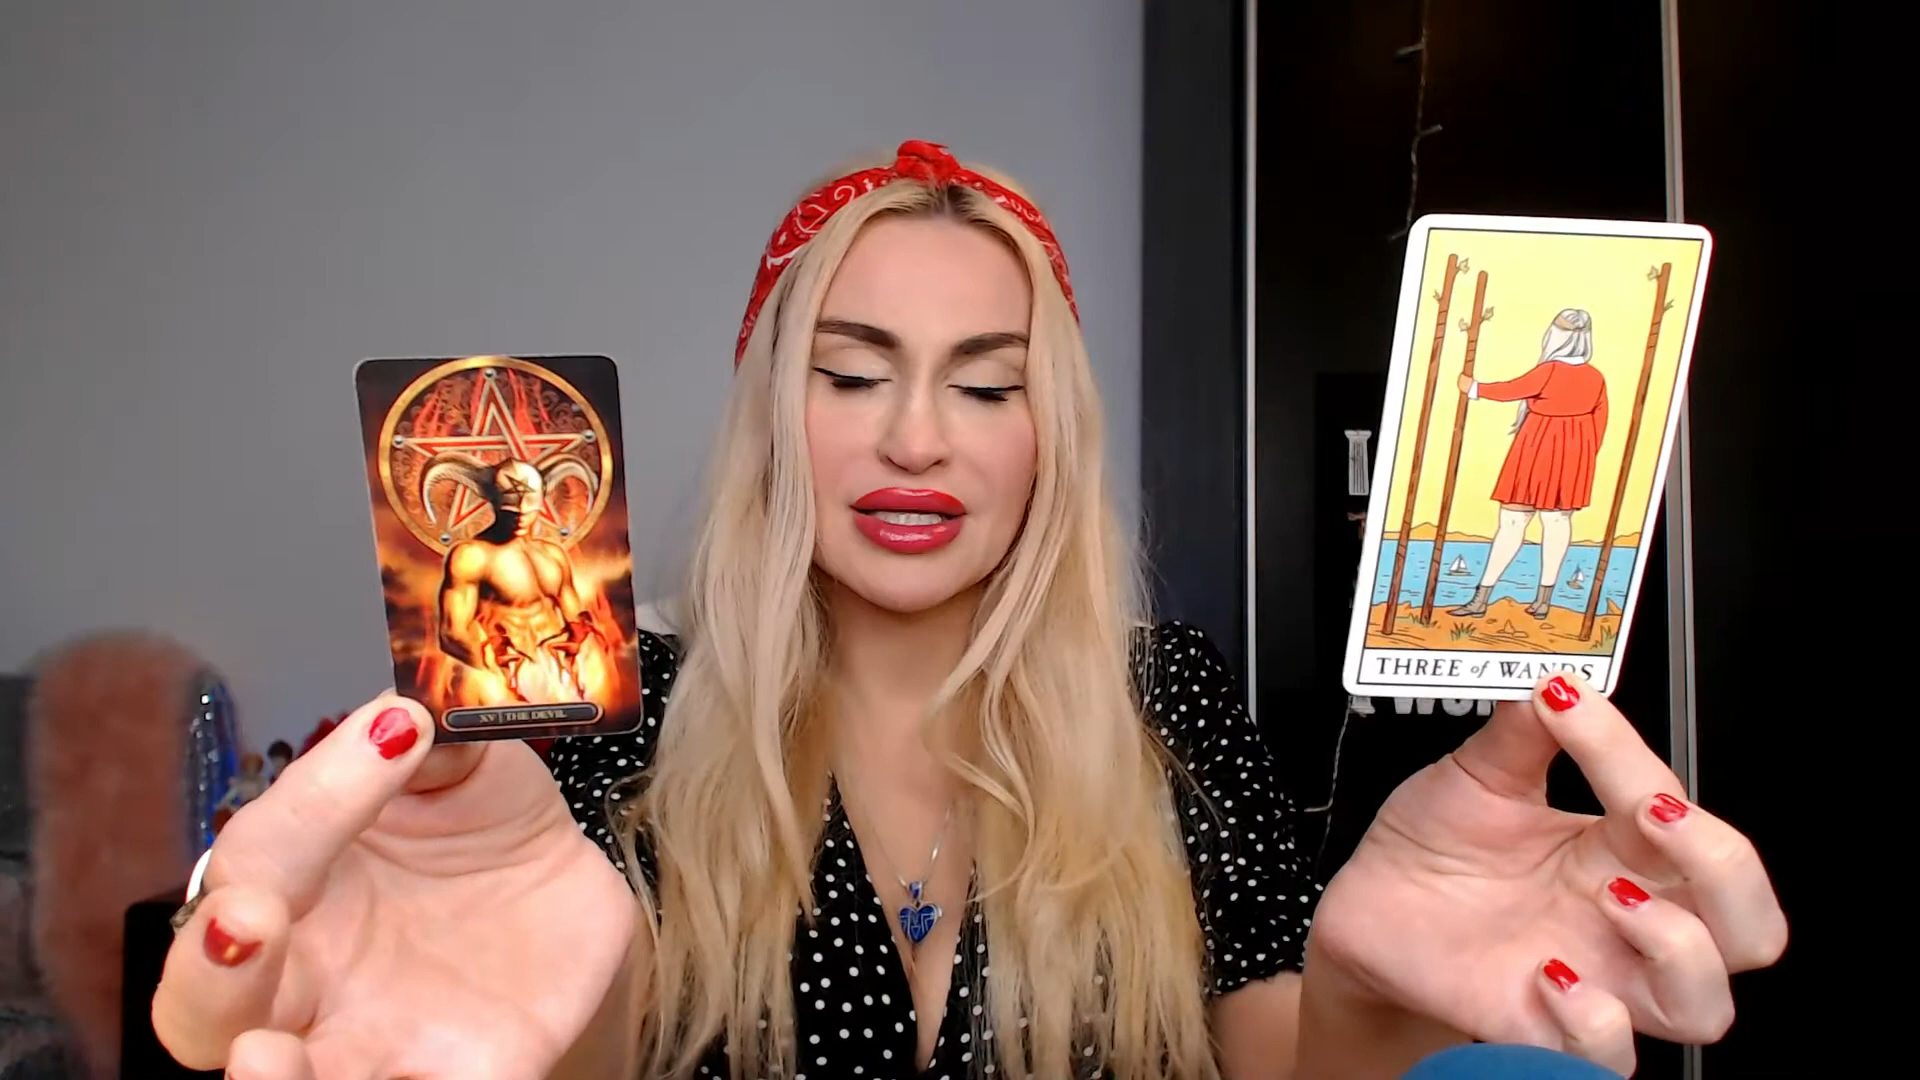 XV | THE DEVIL
THREE of WANDS